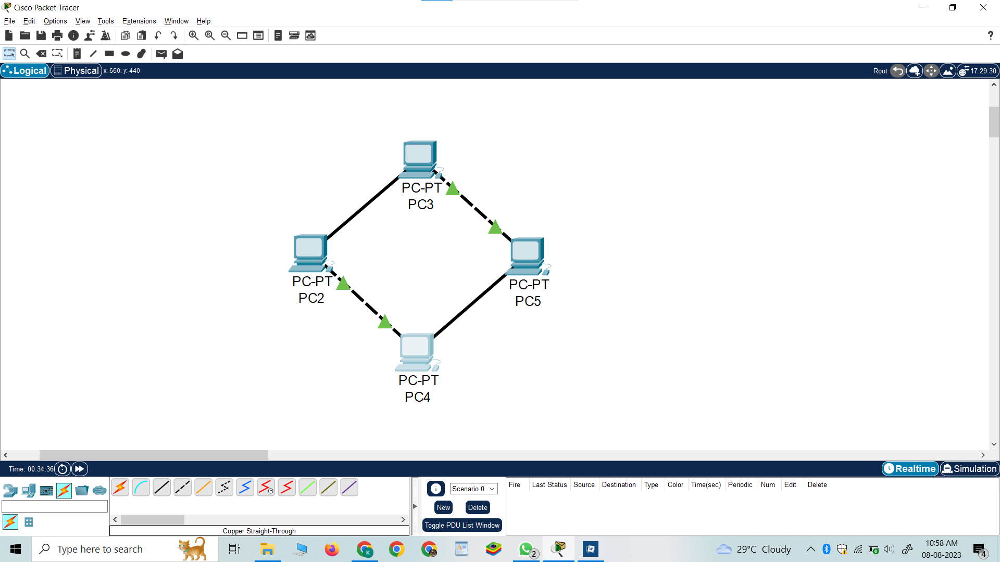 Cisco Packet Tracer
File Edit Options View Tools Extensions Window Help
?
Logical Physical x: 660, y: 440 Root 17:29:30
PC-PT
PC3
PC-PT
PC2
PC-PT
PC5
PC-PT
PC4
Time: 00:34:36 Realtime Simulation
Scenario 0
New Delete
Toggle PDU List Window
Fire Last Status Source Destination Type Color Time(sec) Periodic Num Edit Delete
Copper Straight-Through
Type here to search
K
2
29°C Cloudy
10:58 AM
08-08-2023
4